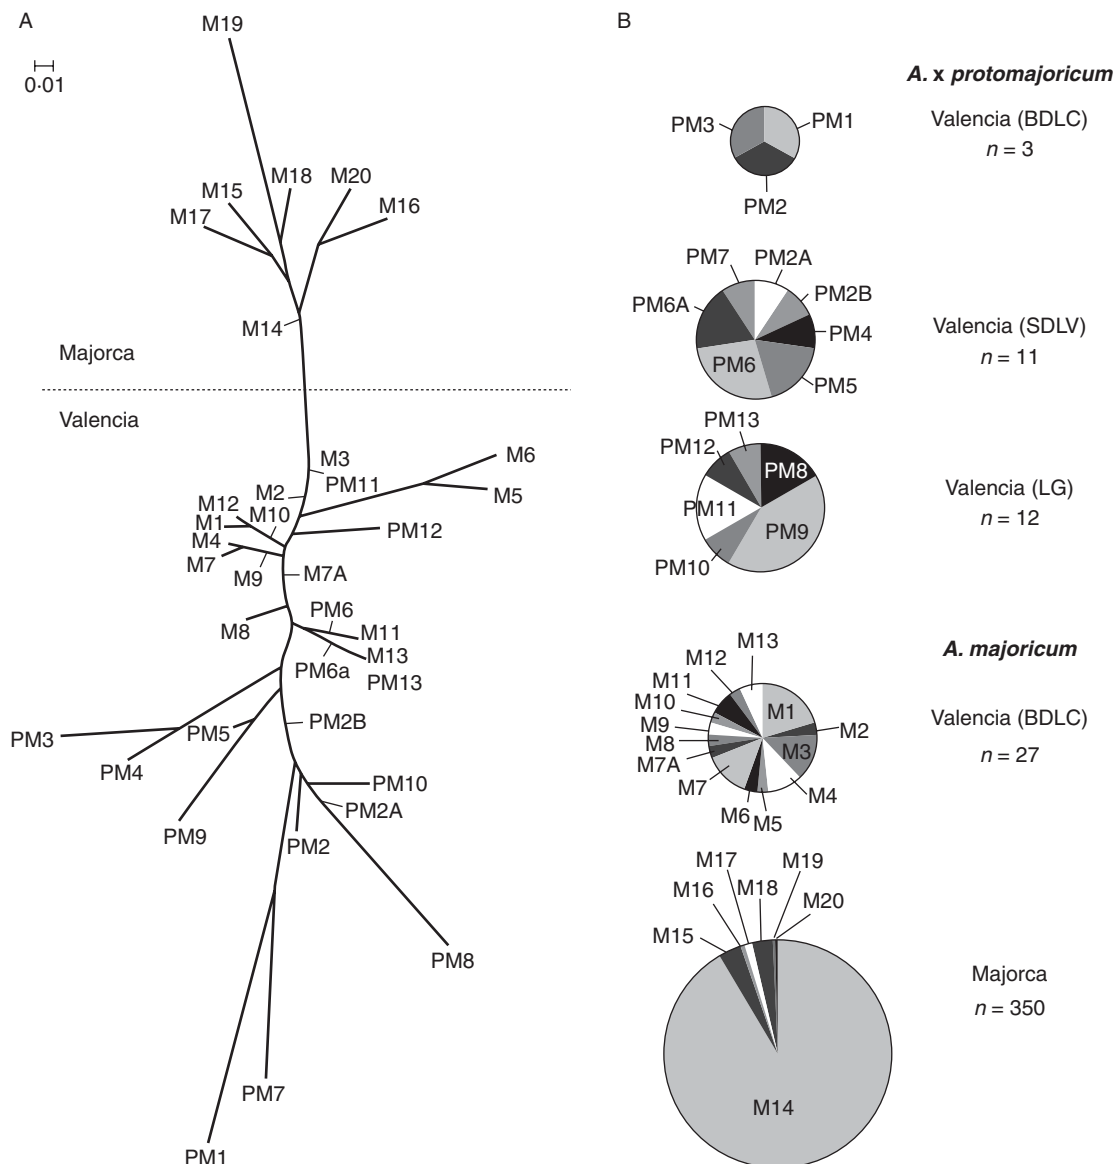 A
0·01
M19
M18
M20
M15
M16
M17
M14
Majorca
Valencia
M3
PM11
M6
M5
M2
M12
M10
M1
PM12
M4
M7
M9
M7A
PM6
M8
M11
M13
PM6a
PM13
PM2B
PM3
PM5
PM4
PM10
PM2A
PM9
PM2
PM8
PM7
PM1
B
A. x protomajoricum
PM3
PM1
PM2
Valencia (BDLC)
n = 3
PM7
PM2A
PM2B
PM6A
PM4
PM6
PM5
Valencia (SDLV)
n = 11
PM13
PM12
PM8
PM11
PM9
PM10
Valencia (LG)
n = 12
A. majoricum
M13
M12
M11
M10
M9
M8
M7A
M7
M6
M5
M4
M3
M2
M1
Valencia (BDLC)
n = 27
M17
M19
M16
M18
M20
M15
M14
Majorca
n = 350